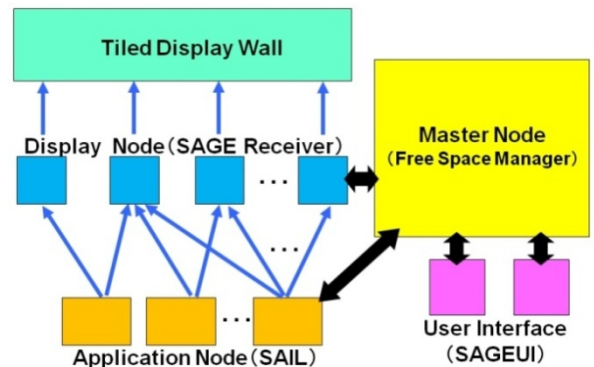 Tiled Display Wall
Display Node(SAGE Receiver)
Master Node
(Free Space Manager)
...
...
...
User Interface
(SAGEUI)
Application Node(SAIL)